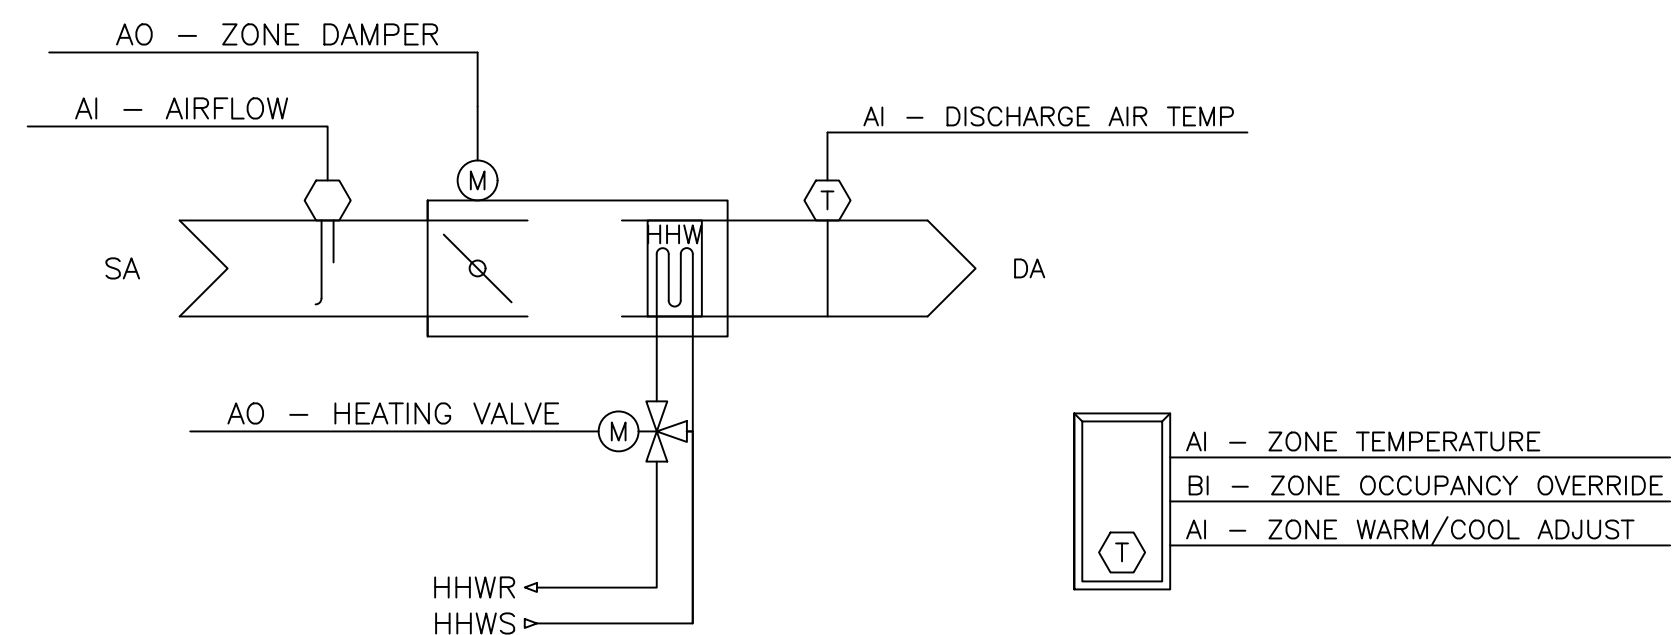 AO - ZONE DAMPER
AI - AIRFLOW
AI - DISCHARGE AIR TEMP
M
T
HHW
SA
DA
AO - HEATING VALVE
M
AI - ZONE TEMPERATURE
BI - ZONE OCCUPANCY OVERRIDE
AI - ZONE WARM/COOL ADJUST
T
HHWR
HHWS